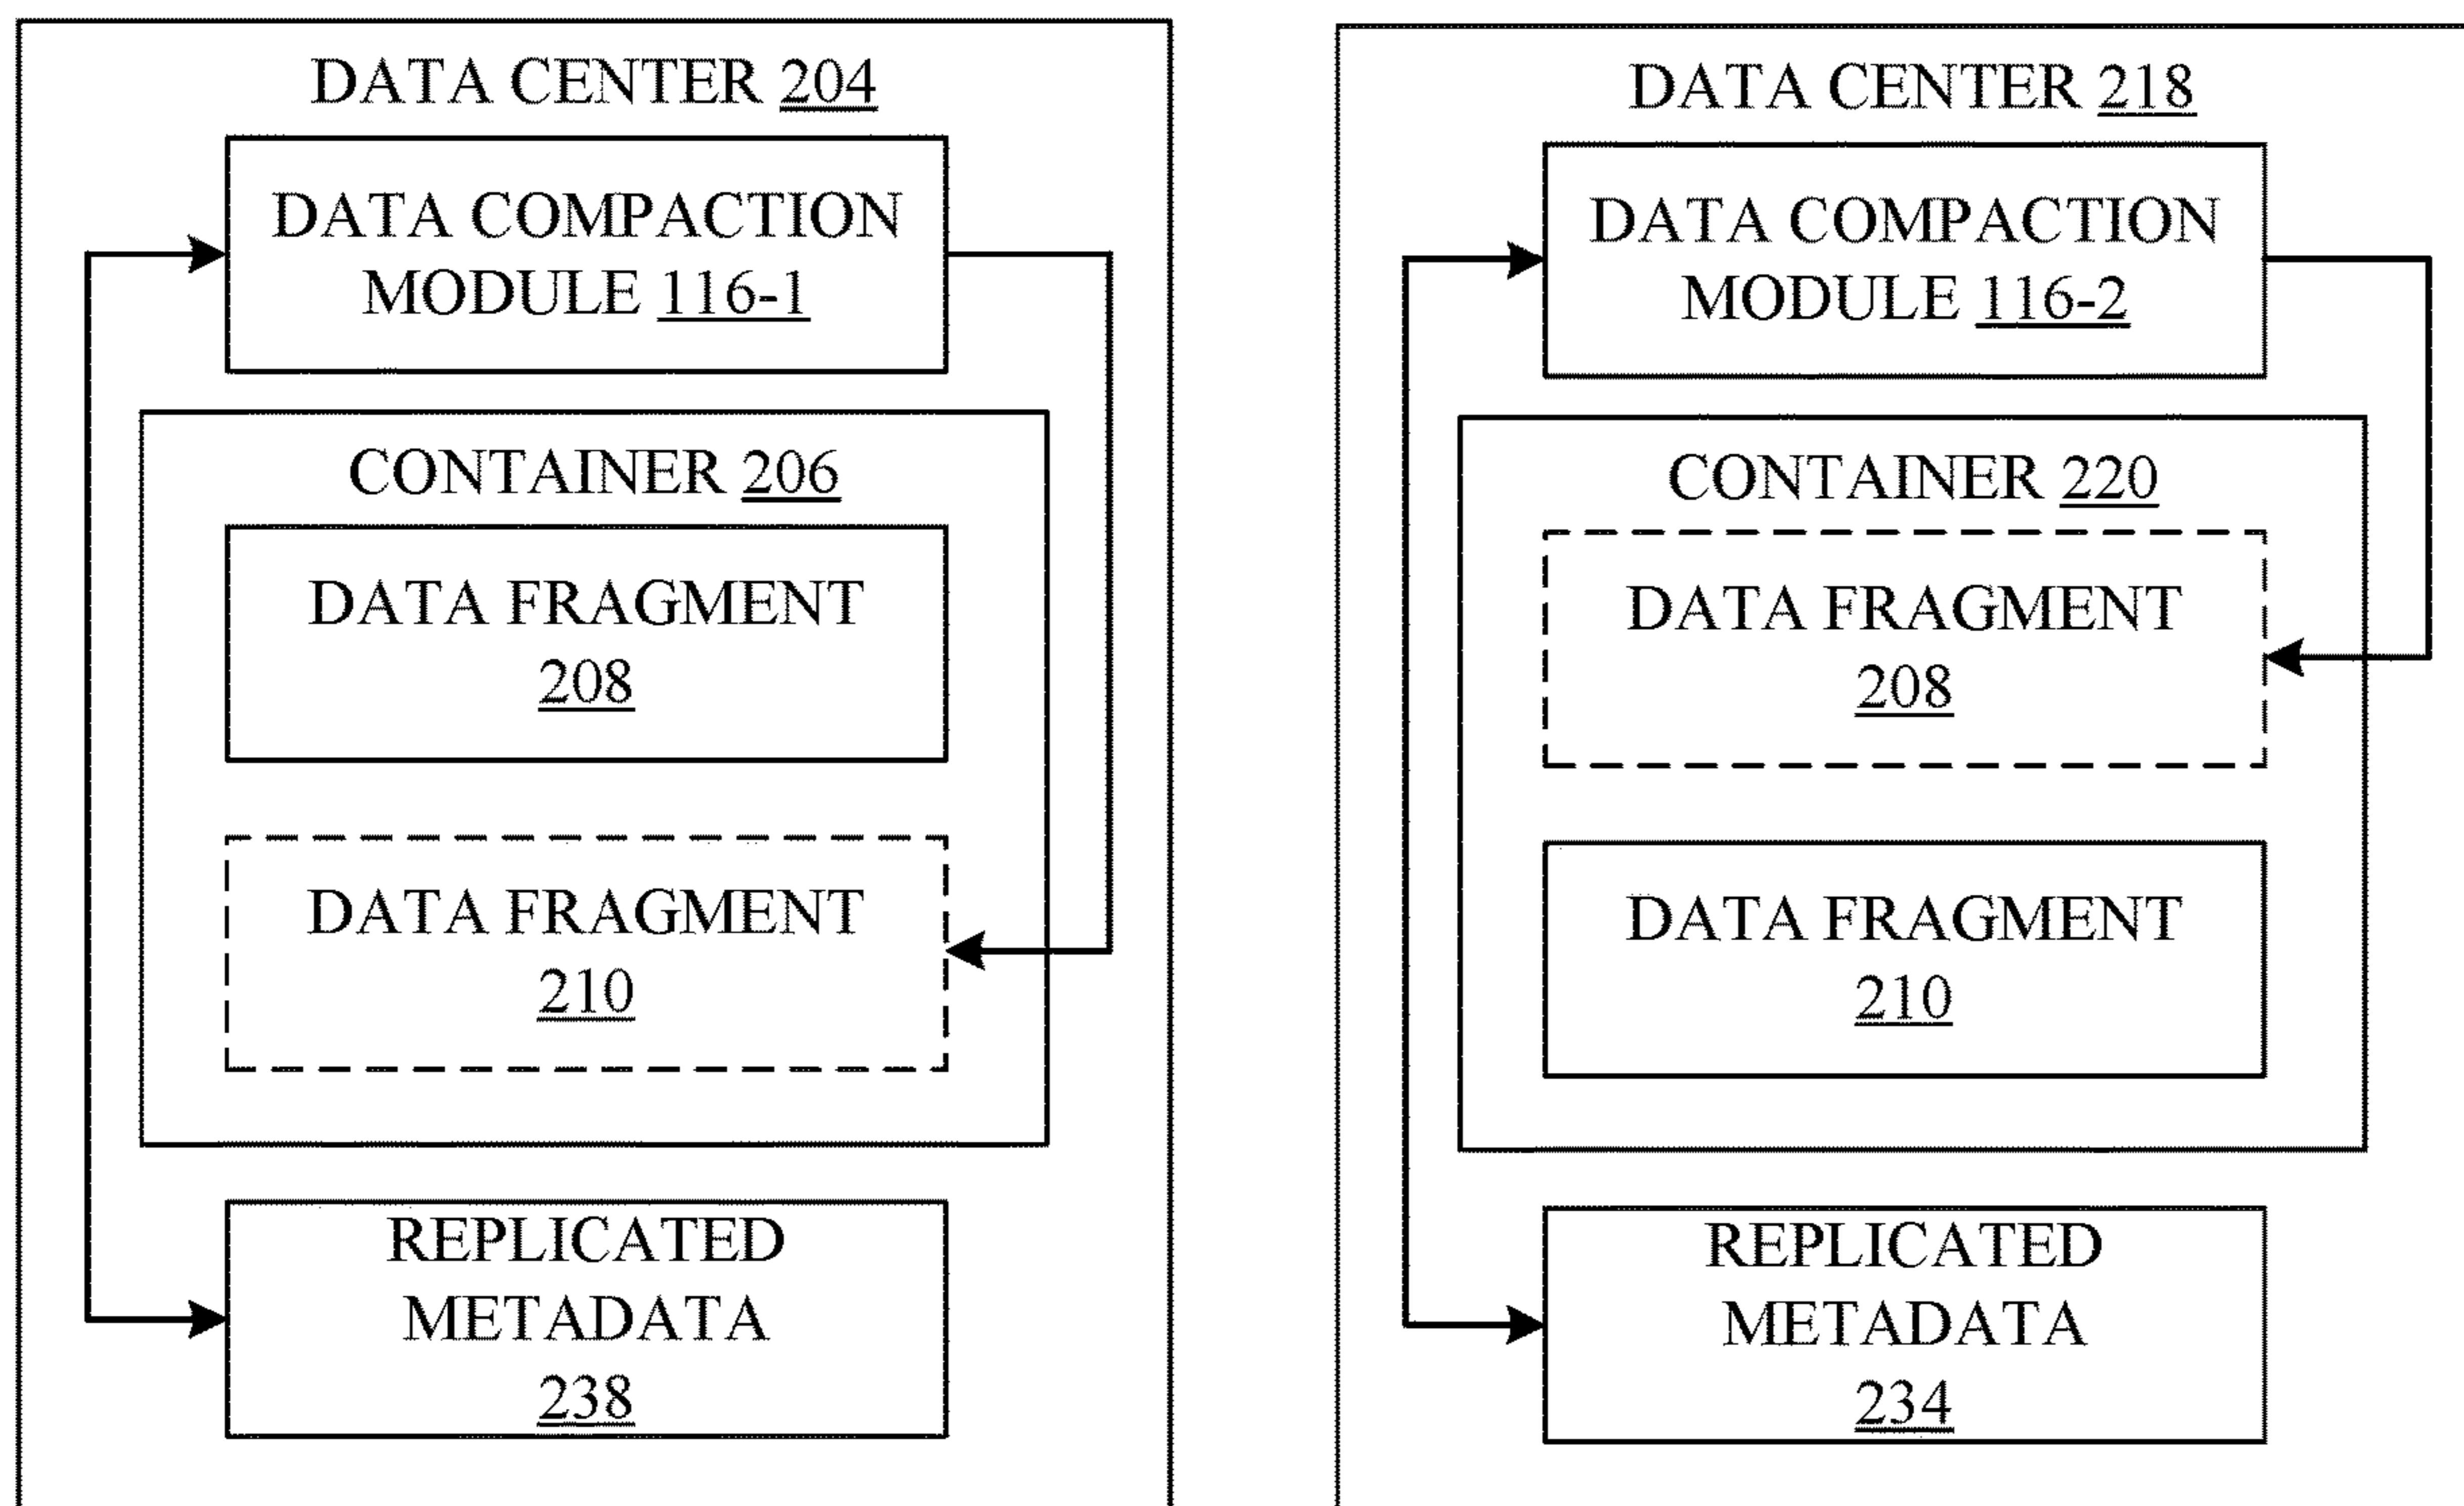 DATA CENTER 204
DATA COMPACTION
MODULE 116-1
CONTAINER 206
DATA FRAGMENT
208
DATA FRAGMENT
210
REPLICATED
METADATA
238
DATA CENTER 218
DATA COMPACTION
MODULE 116-2
CONTAINER 220
DATA FRAGMENT
208
DATA FRAGMENT
210
REPLICATED
METADATA
234